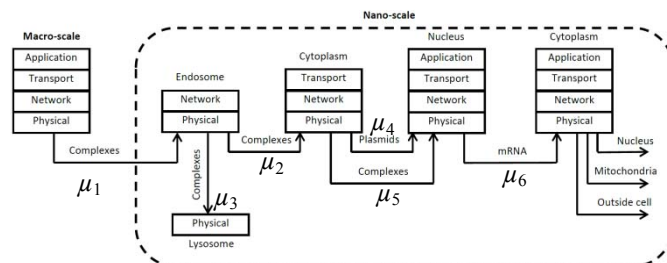 Nano-scale
Macro-scale
Application
Transport
Network
Physical
Complexes
μ1
Endosome
Network
Physical
Complexes
μ3
Physical
Lysosome
Complexes
μ2
Cytoplasm
Transport
Network
Physical
μ4
Plasmids
Complexes
μ5
Nucleus
Application
Transport
Network
Physical
mRNA
μ6
Cytoplasm
Application
Transport
Network
Physical
Nucleus
Mitochondria
Outside cell